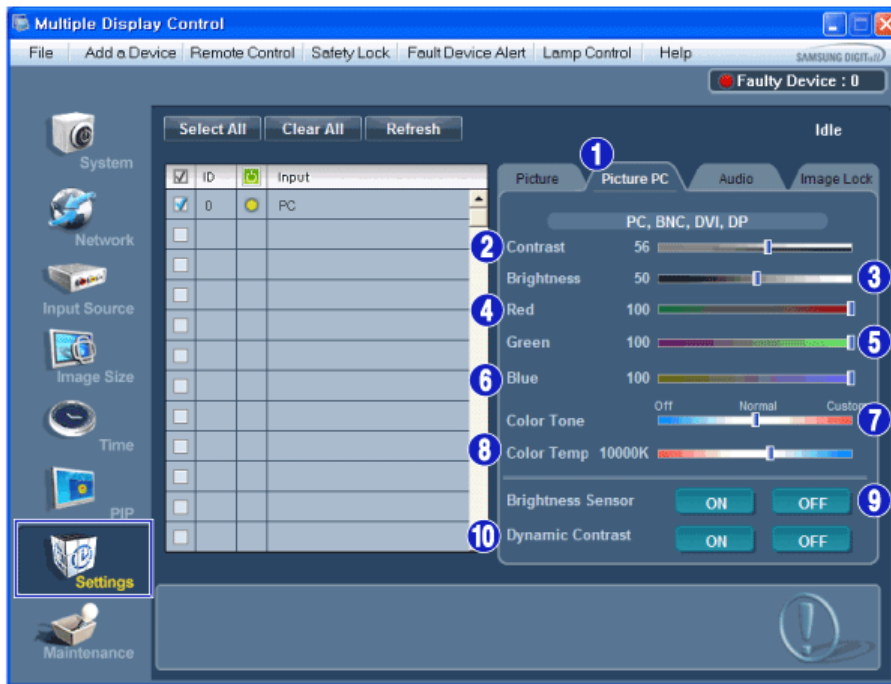 Multiple Display Control
File Add a Device Remote Control Safety Lock Fault Device Alert Lamp Control Help SAMSUNG DIGITall
Faulty Device : 0
Select All Clear All Refresh Idle
System
Network
Input Source
Image Size
Time
PIP
Settings
Maintenance
ID Input
0 PC
1
Picture Picture PC Audio Image Lock
PC, BNC, DVI, DP
2 Contrast 56
Brightness 50 3
4 Red 100
Green 100 5
6 Blue 100
Off Normal Custom
Color Tone 7
8 Color Temp 10000K
Brightness Sensor ON OFF 9
10 Dynamic Contrast ON OFF